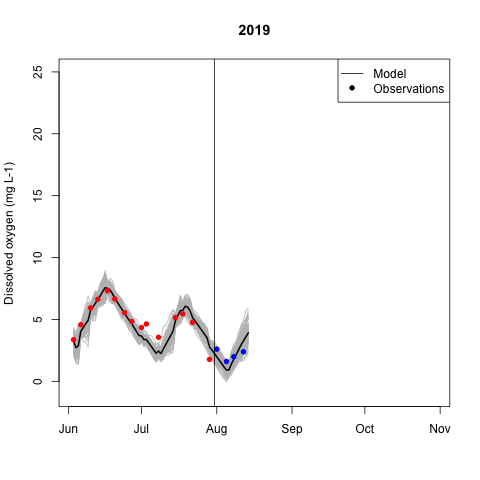 2019
Model
Observations
Dissolved oxygen (mg L-1)
25
20
15
10
5
0
Jun Jul Aug Sep Oct Nov